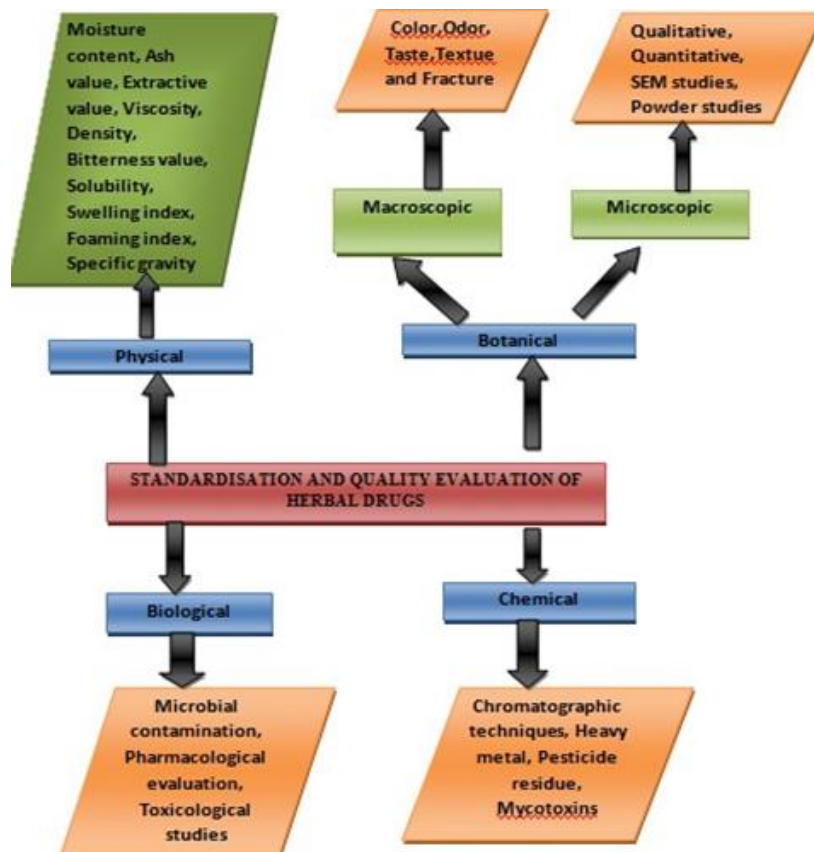 Moisture
content, Ash
value, Extractive
value, Viscosity,
Density,
Bitterness value,
Solubility,
Swelling index,
Foaming index,
Specific gravity
Color,Odor,
Taste,Textue
and Fracture
Qualitative,
Quantitative,
SEM studies,
Powder studies
Macroscopic
Microscopic
Physical
Botanical
STANDARDISATION AND QUALITY EVALUATION OF
HERBAL DRUGS
Biological
Chemical
Microbial
contamination,
Pharmacological
evaluation,
Toxicological
studies
Chromatographic
techniques, Heavy
metal, Pesticide
residue,
Mycotoxins